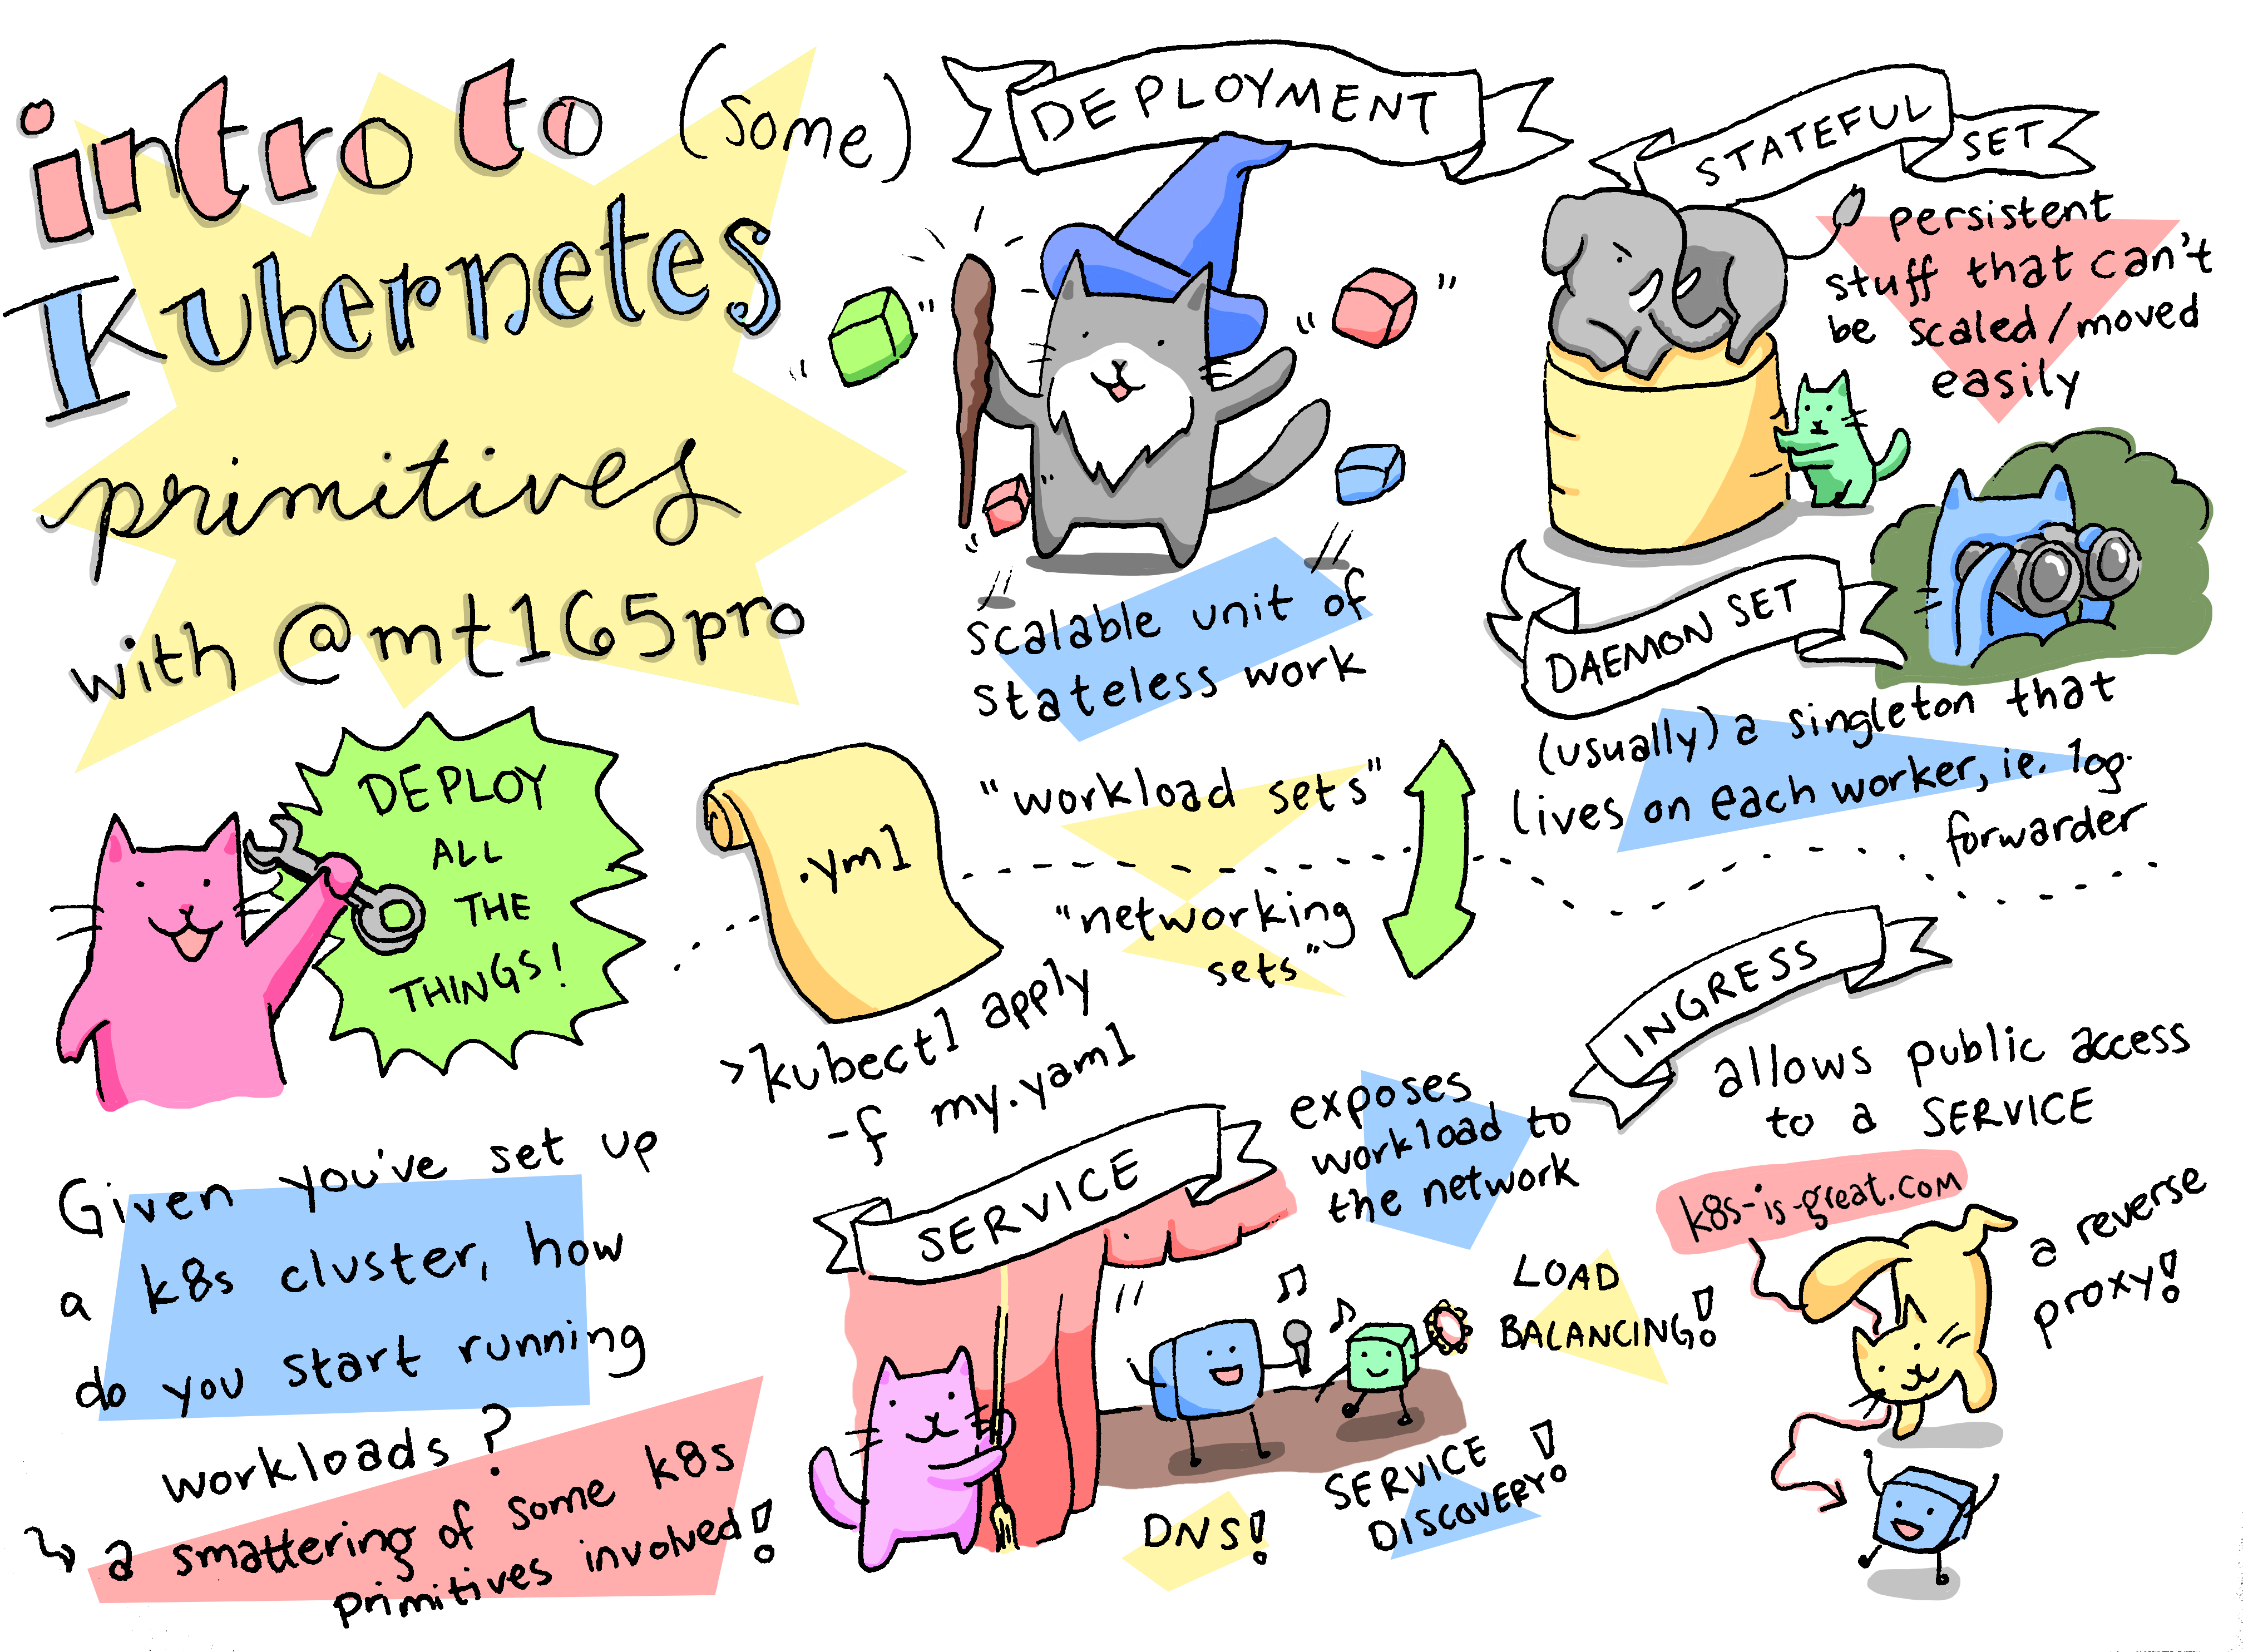 intro to (some)
Kubernetes
primitives
with @mt165pro
DEPLOY
ALL
THE
THINGS!
Given you've set up
a k8s cluster, how
do you start running
workloads?
↳ a smattering of some k8s
primitives involved!
.yml
>kubectl apply
-f my.yaml
DEPLOYMENT
scalable unit of
stateless work
STATEFUL
SET
persistent
stuff that can't
be scaled/moved
easily
DAEMON SET
(usually) a singleton that
lives on each worker, ie. log-
forwarder
"workload sets"
"networking
sets"
SERVICE
exposes
workload to
the network
LOAD
BALANCING!
SERVICE
DISCOVERY!
DNS!
INGRESS
allows public access
to a SERVICE
k8s-is-great.com
a reverse
proxy!